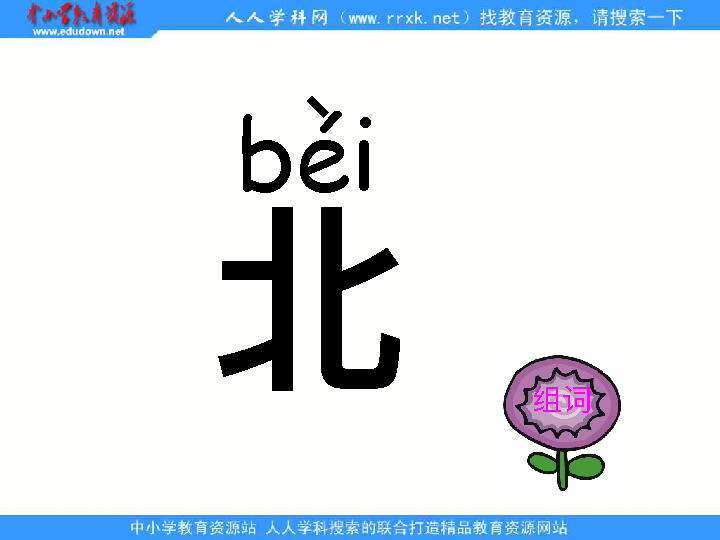 中小学教育资源
www.edudown.net
人人学科网（www.rrxk.net）找教育资源，请搜索一下
běi
北
组词
中小学教育资源站 人人学科搜索的联合打造精品教育资源网站